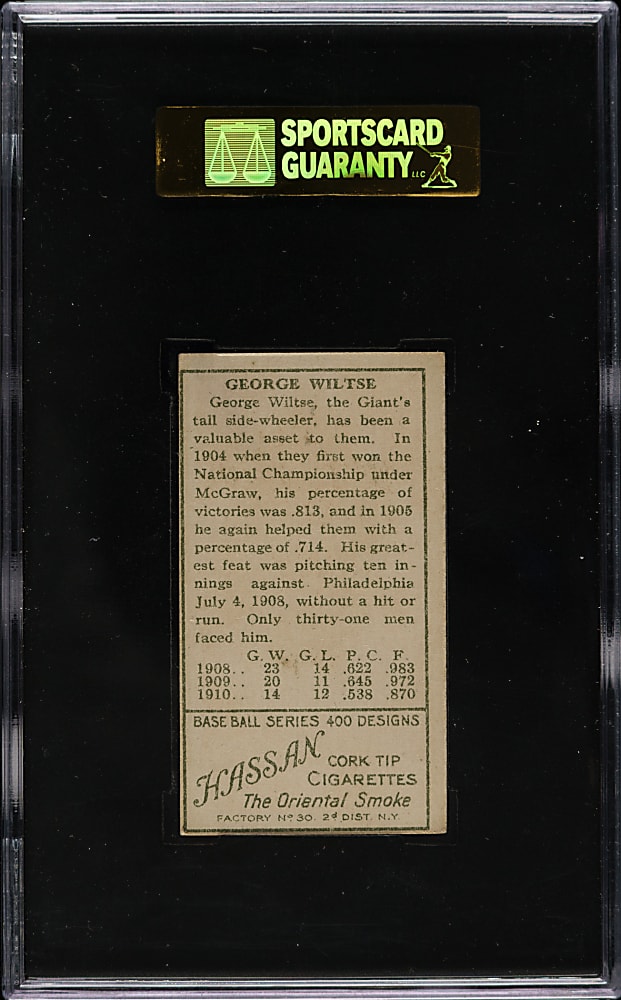 SPORTSCARD
GUARANTY LLC
GEORGE WILTSE
George Wiltse, the Giant's
tall side-wheeler, has been a
valuable asset to them. In
1904 when they first won the
National Championship under
McGraw, his percentage of
victories was .813, and in 1905
he again helped them with a
percentage of .714. His great-
est feat was pitching ten in-
nings against Philadelphia
July 4, 1908, without a hit or
run. Only thirty-one men
faced him.
G. W. G. L. P. C. F.
1908.. 23 14 .622 .983
1909.. 20 11 .645 .972
1910.. 14 12 .538 .870
BASE BALL SERIES 400 DESIGNS
HASSAN
CORK TIP
CIGARETTES
The Oriental Smoke
FACTORY Nº 30. 2d DIST. N.Y.